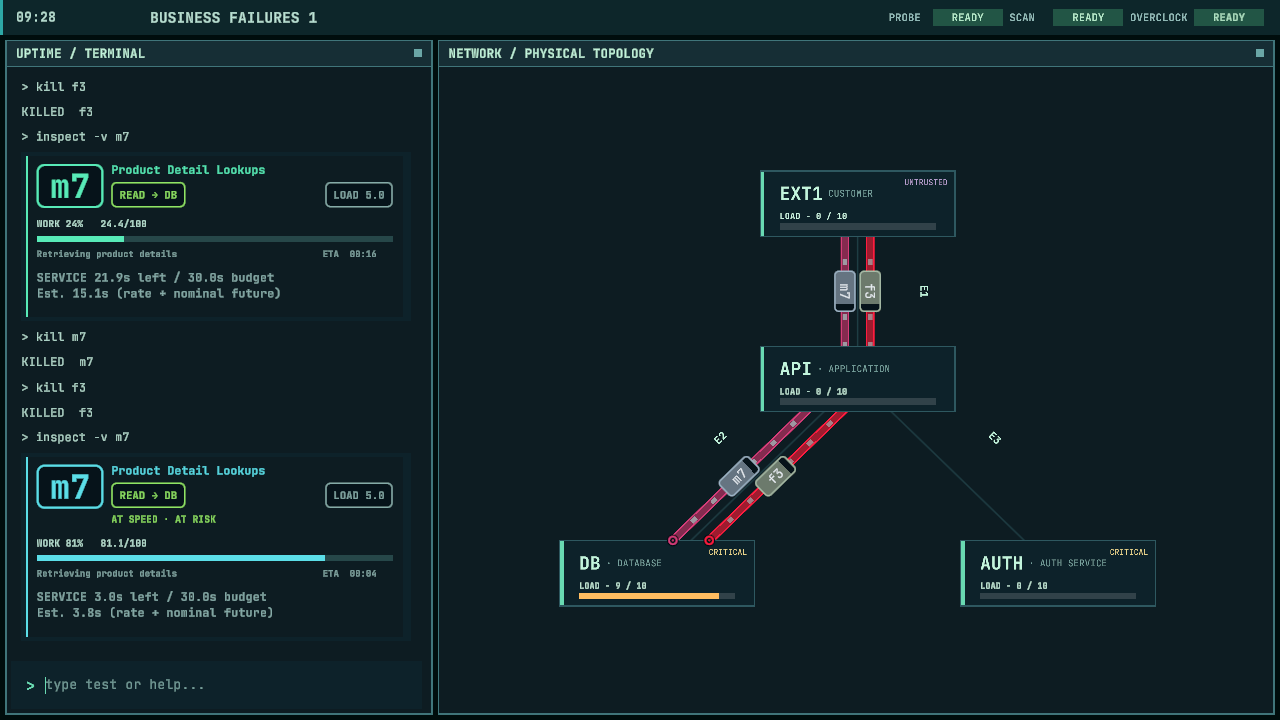 09:28
BUSINESS FAILURES 1
PROBE READY SCAN READY OVERCLOCK READY
UPTIME / TERMINAL
> kill f3
KILLED f3
> inspect -v m7
m7
Product Detail Lookups
READ → DB
LOAD 5.0
WORK 24% 24.4/100
Retrieving product details ETA 00:16
SERVICE 21.9s left / 30.0s budget
Est. 15.1s (rate + nominal future)
> kill m7
KILLED m7
> kill f3
KILLED f3
> inspect -v m7
m7
Product Detail Lookups
READ → DB
LOAD 5.0
AT SPEED · AT RISK
WORK 81% 81.1/100
Retrieving product details ETA 00:04
SERVICE 3.0s left / 30.0s budget
Est. 3.8s (rate + nominal future)
> type test or help...
NETWORK / PHYSICAL TOPOLOGY
UNTRUSTED
EXT1 CUSTOMER
LOAD - 0 / 10
m7
f3
E1
API · APPLICATION
LOAD - 0 / 10
E2
E3
m7
f3
CRITICAL
DB · DATABASE
LOAD - 9 / 10
CRITICAL
AUTH · AUTH SERVICE
LOAD - 0 / 10